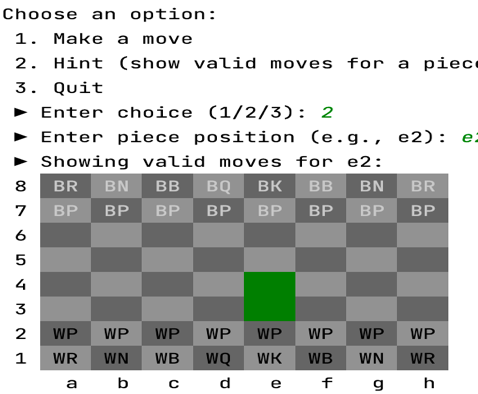 Choose an option:
1. Make a move
2. Hint (show valid moves for a
3. Quit
► Enter choice (1/2/3): 2
► Enter piece position (e.g., e2):
► Showing valid moves for e2:
8 BR BN BB BQ BK BB BN BR
7 BP BP BP BP BP BP BP BP
6
5
4
3
2 WP WP WP WP WP WP WP WP
1 WR WN WB WQ WK WB WN WR
a b c d e f g h